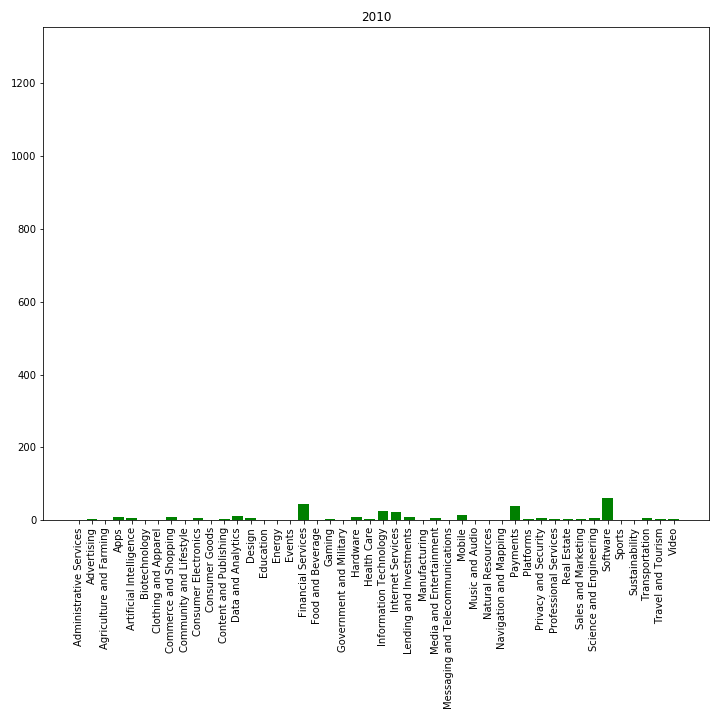 2010
1200
1000
800
600
400
200
0
Administrative Services
Advertising
Agriculture and Farming
Apps
Artificial Intelligence
Biotechnology
Clothing and Apparel
Commerce and Shopping
Community and Lifestyle
Consumer Electronics
Consumer Goods
Content and Publishing
Data and Analytics
Design
Education
Energy
Events
Financial Services
Food and Beverage
Gaming
Government and Military
Hardware
Health Care
Information Technology
Internet Services
Lending and Investments
Manufacturing
Media and Entertainment
Messaging and Telecommunications
Mobile
Music and Audio
Natural Resources
Navigation and Mapping
Payments
Platforms
Privacy and Security
Professional Services
Real Estate
Sales and Marketing
Science and Engineering
Software
Sports
Sustainability
Transportation
Travel and Tourism
Video